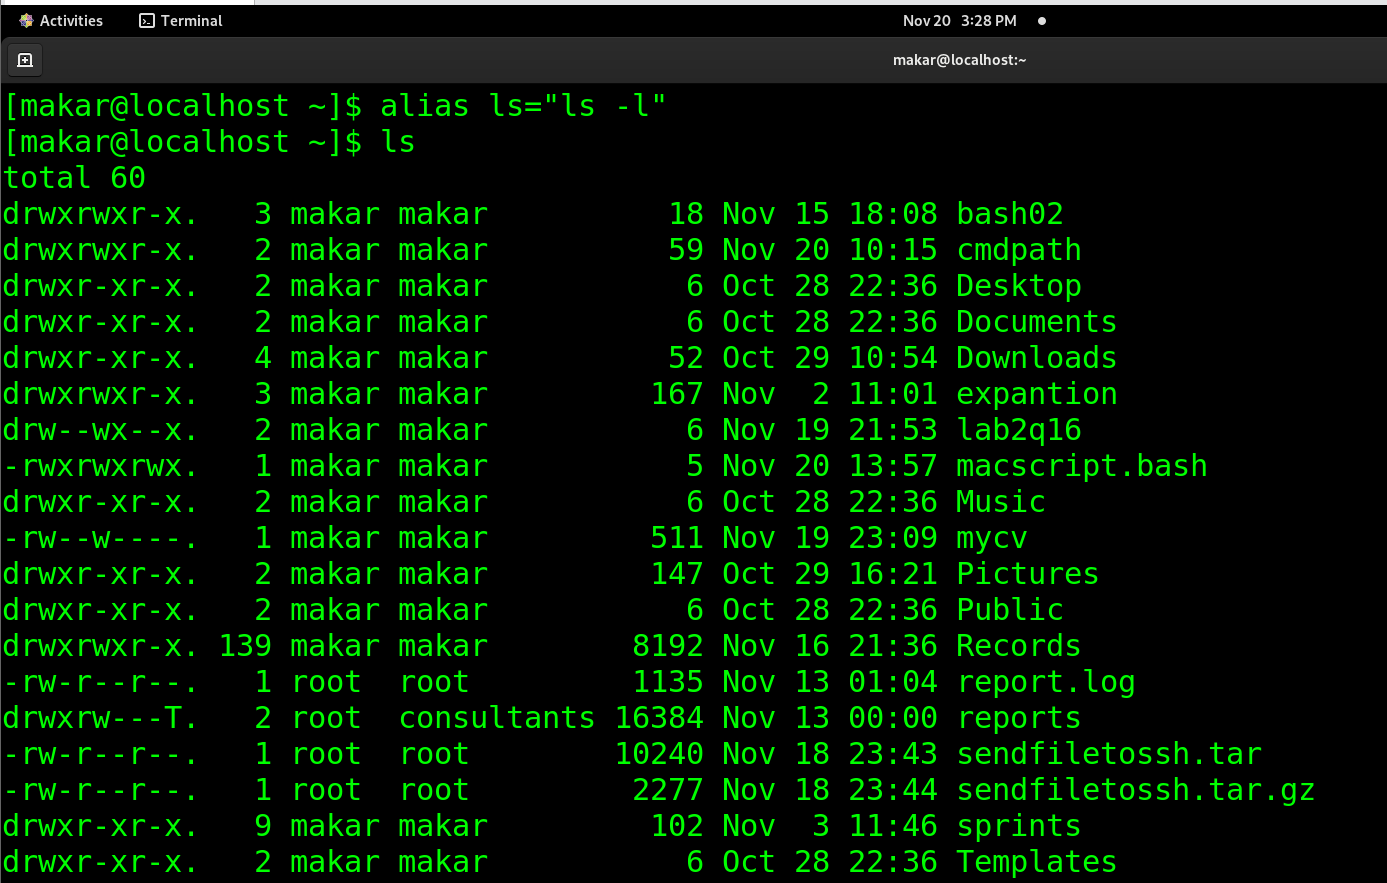 Activities Terminal Nov 20 3:28 PM
makar@localhost:~
[makar@localhost ~]$ alias ls="ls -l"
[makar@localhost ~]$ ls
total 60
drwxrwxr-x.   3 makar makar          18 Nov 15 18:08 bash02
drwxrwxr-x.   2 makar makar          59 Nov 20 10:15 cmdpath
drwxr-xr-x.   2 makar makar           6 Oct 28 22:36 Desktop
drwxr-xr-x.   2 makar makar           6 Oct 28 22:36 Documents
drwxr-xr-x.   4 makar makar          52 Oct 29 10:54 Downloads
drwxrwxr-x.   3 makar makar         167 Nov  2 11:01 expantion
drw--wx--x.   2 makar makar           6 Nov 19 21:53 lab2q16
-rwxrwxrwx.   1 makar makar           5 Nov 20 13:57 macscript.bash
drwxr-xr-x.   2 makar makar           6 Oct 28 22:36 Music
-rw--w----.   1 makar makar         511 Nov 19 23:09 mycv
drwxr-xr-x.   2 makar makar         147 Oct 29 16:21 Pictures
drwxr-xr-x.   2 makar makar           6 Oct 28 22:36 Public
drwxrwxr-x. 139 makar makar        8192 Nov 16 21:36 Records
-rw-r--r--.   1 root  root         1135 Nov 13 01:04 report.log
drwxrw---T.   2 root  consultants 16384 Nov 13 00:00 reports
-rw-r--r--.   1 root  root        10240 Nov 18 23:43 sendfiletossh.tar
-rw-r--r--.   1 root  root         2277 Nov 18 23:44 sendfiletossh.tar.gz
drwxr-xr-x.   9 makar makar         102 Nov  3 11:46 sprints
drwxr-xr-x.   2 makar makar           6 Oct 28 22:36 Templates